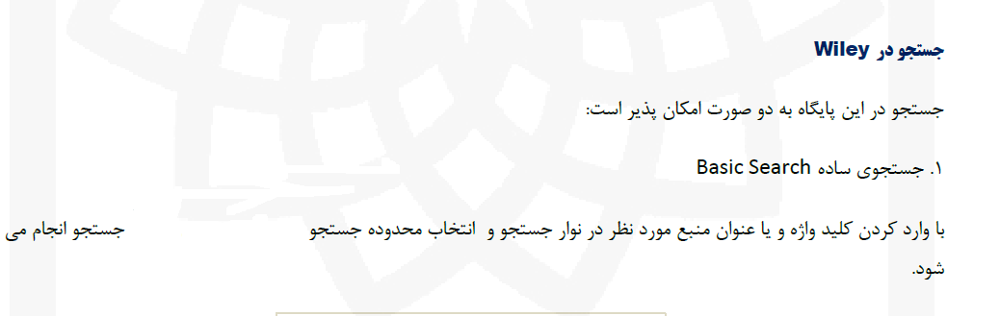 جستجو در Wiley
جستجو در این پایگاه به دو صورت امکان پذیر است:
۱. جستجوی ساده Basic Search
با وارد کردن کلید واژه و یا عنوان منبع مورد نظر در نوار جستجو و انتخاب محدوده جستجو جستجو انجام می
شود.